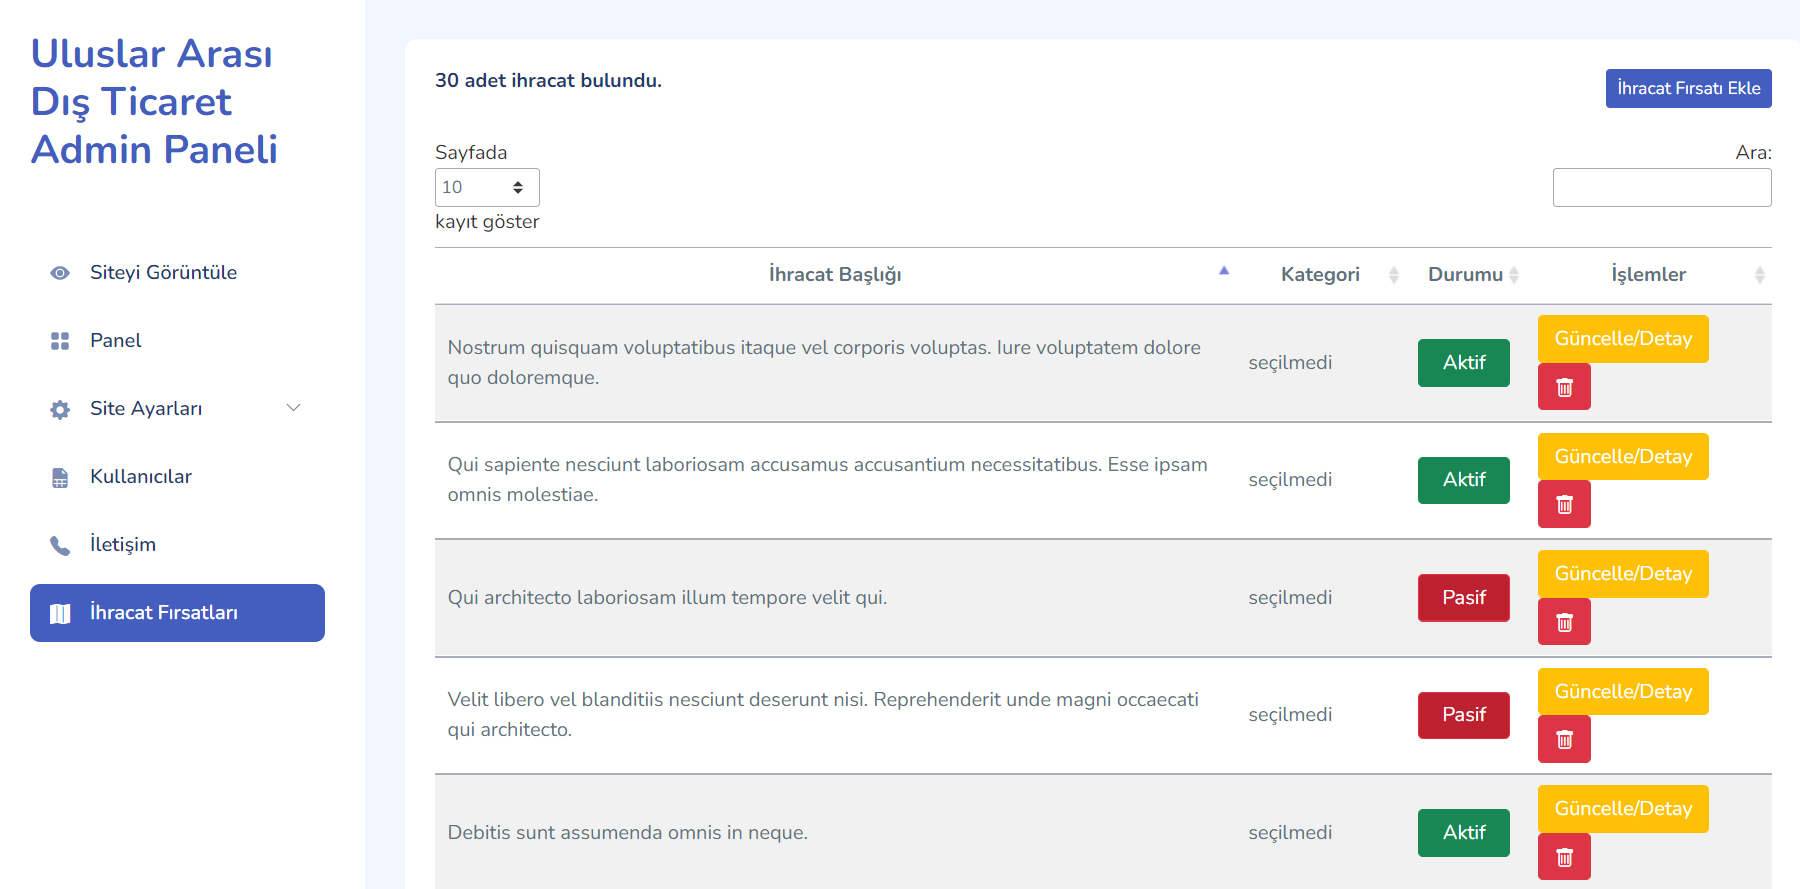 Uluslar Arası
Dış Ticaret
Admin Paneli
Siteyi Görüntüle
Panel
Site Ayarları
Kullanıcılar
İletişim
İhracat Fırsatları
30 adet ihracat bulundu.
İhracat Fırsatı Ekle
Sayfada
10
kayıt göster
Ara:
İhracat Başlığı Kategori Durumu İşlemler
Nostrum quisquam voluptatibus itaque vel corporis voluptas. Iure voluptatem dolore
quo doloremque.
seçilmedi
Aktif
Güncelle/Detay
Qui sapiente nesciunt laboriosam accusamus accusantium necessitatibus. Esse ipsam
omnis molestiae.
seçilmedi
Aktif
Güncelle/Detay
Qui architecto laboriosam illum tempore velit qui.
seçilmedi
Pasif
Güncelle/Detay
Velit libero vel blanditiis nesciunt deserunt nisi. Reprehenderit unde magni occaecati
qui architecto.
seçilmedi
Pasif
Güncelle/Detay
Debitis sunt assumenda omnis in neque.
seçilmedi
Aktif
Güncelle/Detay